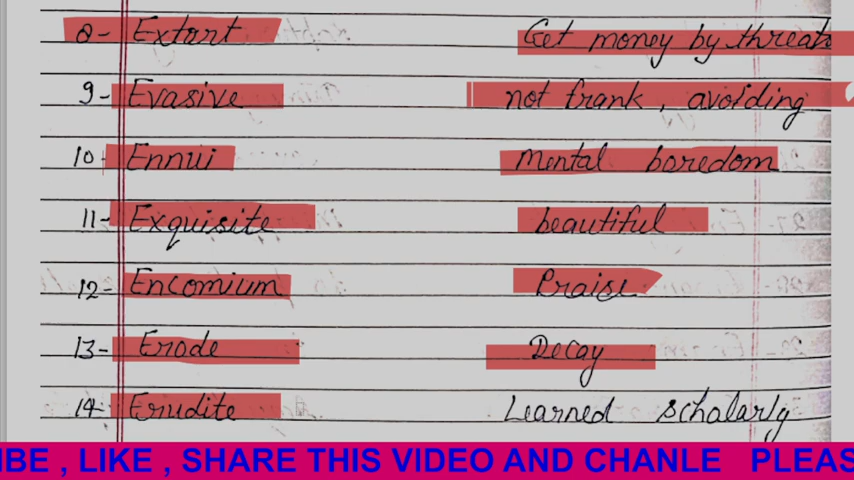 8- Extort Get money by threats
9- Evasive not frank, avoiding
10- Ennui mental boredom
11- Exquisite beautiful
12- Encomium Praise
13- Erode Decay
14- Erudite Learned scholarly
IBE , LIKE , SHARE THIS VIDEO AND CHANLE PLEAS